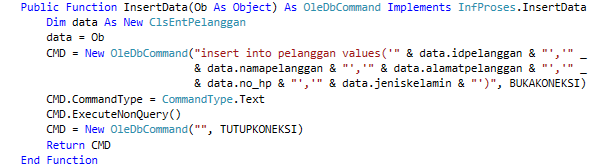 Public Function InsertData(Ob As Object) As OleDbCommand Implements InfProses.InsertData
Dim data As New ClsEntPelanggan
data = Ob
CMD = New OleDbCommand("insert into pelanggan values('" & data.idpelanggan & "','" _
& data.namapelanggan & "','" & data.alamatpelanggan & "','" _
& data.no_hp & "','" & data.jeniskelamin & "')", BUKAKONEKSI)
CMD.CommandType = CommandType.Text
CMD.ExecuteNonQuery()
CMD = New OleDbCommand("", TUTUPKONEKSI)
Return CMD
End Function